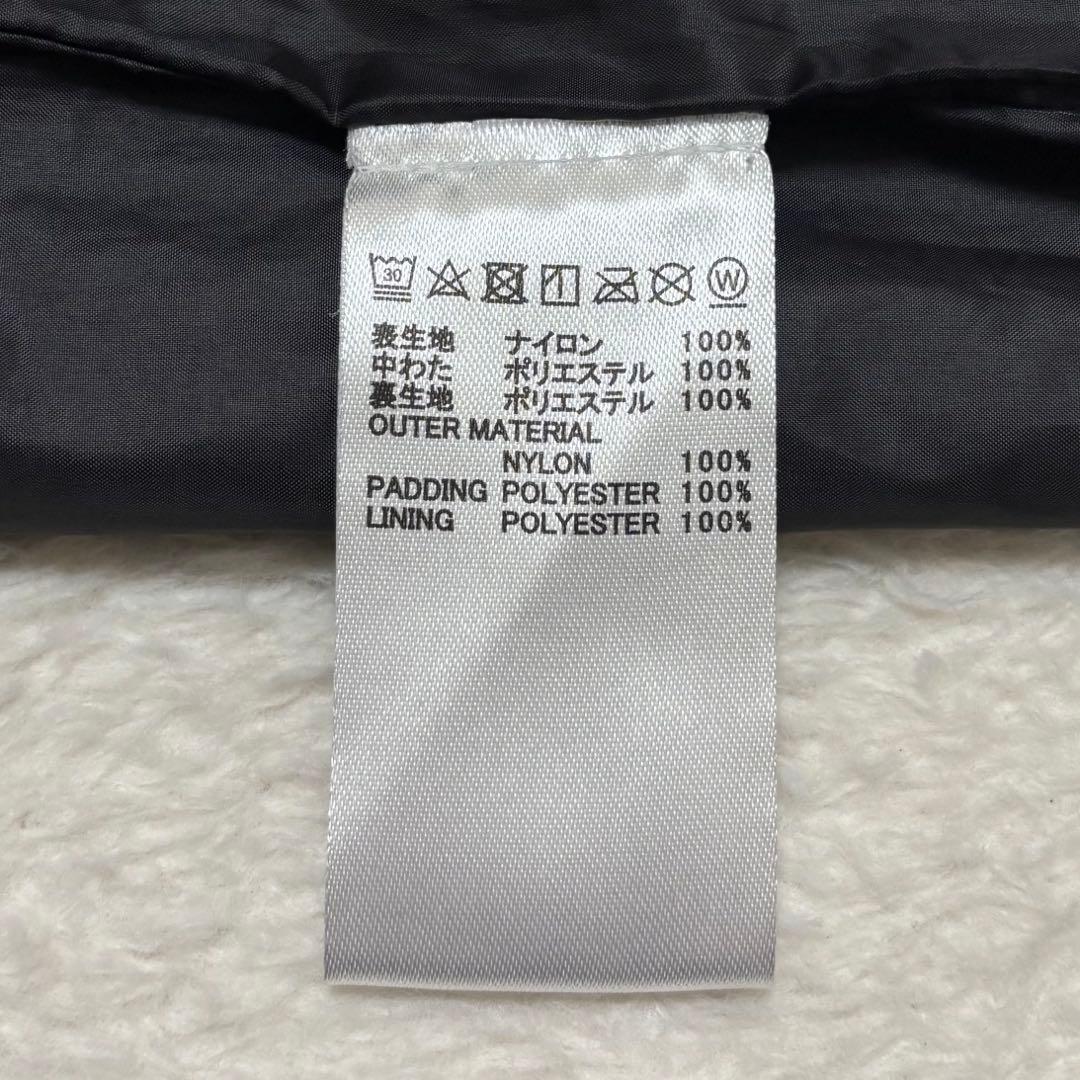 30 W
表生地 ナイロン 100%
中わた ポリエステル 100%
裏生地 ポリエステル 100%
OUTER MATERIAL
NYLON 100%
PADDING POLYESTER 100%
LINING POLYESTER 100%